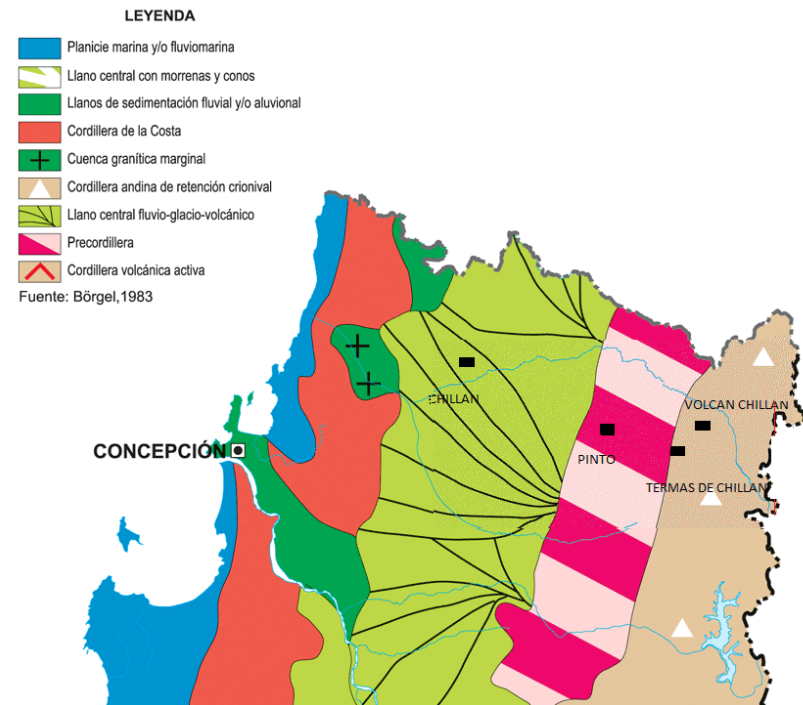 LEYENDA
Planicie marina y/o fluviomarina
Llano central con morrenas y conos
Llanos de sedimentación fluvial y/o aluvional
Cordillera de la Costa
Cuenca granítica marginal
Cordillera andina de retención crionival
Llano central fluvio-glacio-volcánico
Precordillera
Cordillera volcánica activa
Fuente: Börgel,1983
CHILLAN
VOLCAN CHILLAN
CONCEPCIÓN
PINTO
TERMAS DE CHILLAN